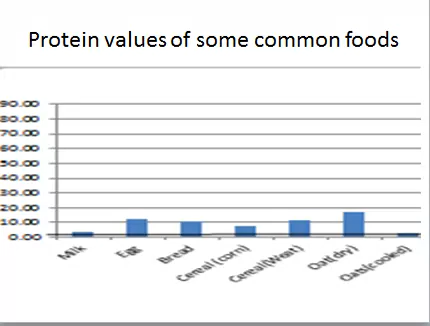 Protein values of some common foods
90.00
80.00
70.00
60.00
50.00
40.00
30.00
20.00
10.00
0.00
Milk
Egg
Bread
Cereal (corn)
Cereal(Weat)
Oat(dry)
Oats(cooked)